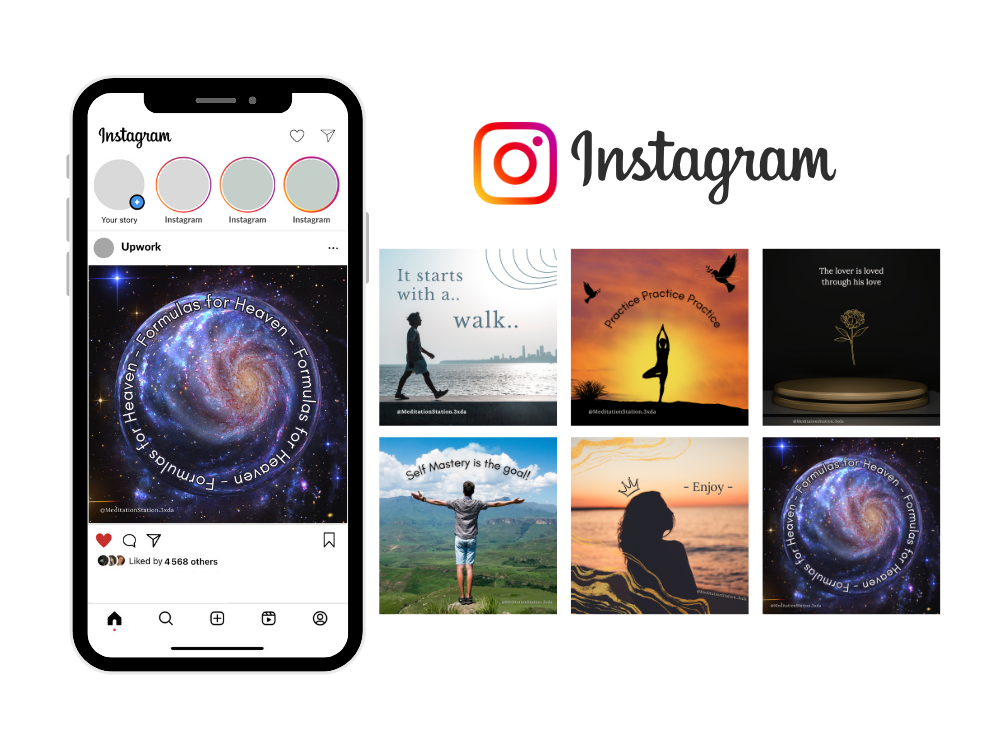 Instagram
Your story
Instagram
Instagram
Instagram
Upwork
Formulas for Heaven - Formulas for Heaven - Formulas for Heaven -
@MeditationStation.3xda
Liked by 4 568 others
Instagram
It starts
with a..
walk..
@MeditationStation.3xda
Practice Practice Practice
@MeditationStation.3xda
The lover is loved
through his love
@MeditationStation.3xda
Self Mastery is the goal!
@MeditationStation.3xda
- Enjoy -
@MeditationStation.3xda
Formulas for Heaven - Formulas for Heaven - Formulas for Heaven -
@MeditationStation.3xda